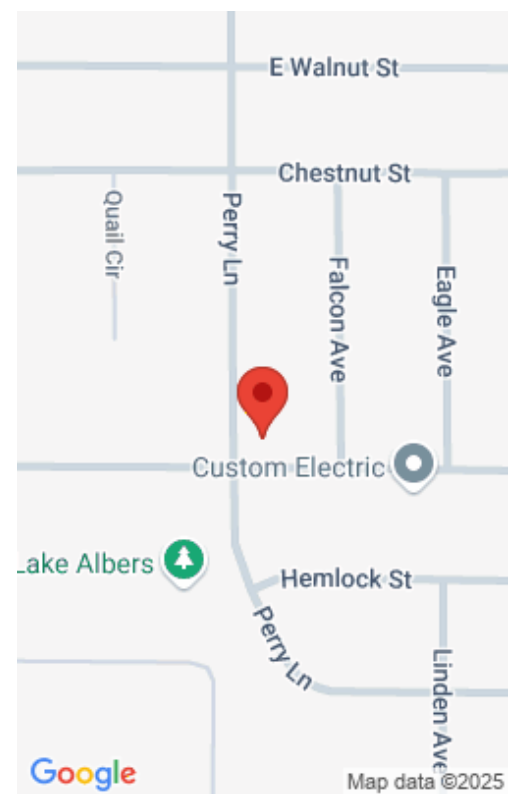 E Walnut St
Chestnut St
Quail Cir
Perry Ln
Falcon Ave
Eagle Ave
Custom Electric
Lake Albers
Hemlock St
Perry Ln
Linden Ave
Google
Map data ©2025